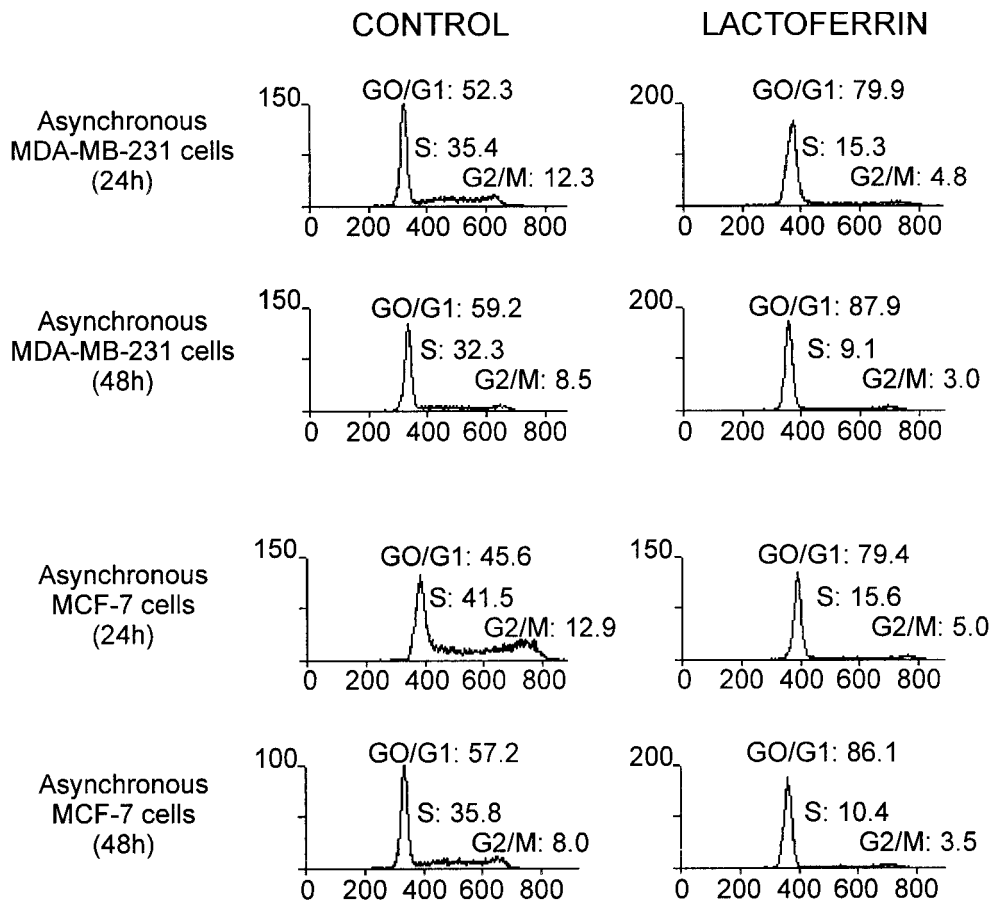 CONTROL
LACTOFERRIN
Asynchronous
MDA-MB-231 cells
(24h)
150
GO/G1: 52.3
S: 35.4
G2/M: 12.3
0 200 400 600 800
200
GO/G1: 79.9
S: 15.3
G2/M: 4.8
0 200 400 600 800
Asynchronous
MDA-MB-231 cells
(48h)
150
GO/G1: 59.2
S: 32.3
G2/M: 8.5
0 200 400 600 800
200
GO/G1: 87.9
S: 9.1
G2/M: 3.0
0 200 400 600 800
Asynchronous
MCF-7 cells
(24h)
150
GO/G1: 45.6
S: 41.5
G2/M: 12.9
0 200 400 600 800
150
GO/G1: 79.4
S: 15.6
G2/M: 5.0
0 200 400 600 800
Asynchronous
MCF-7 cells
(48h)
100
GO/G1: 57.2
S: 35.8
G2/M: 8.0
0 200 400 600 800
200
GO/G1: 86.1
S: 10.4
G2/M: 3.5
0 200 400 600 800